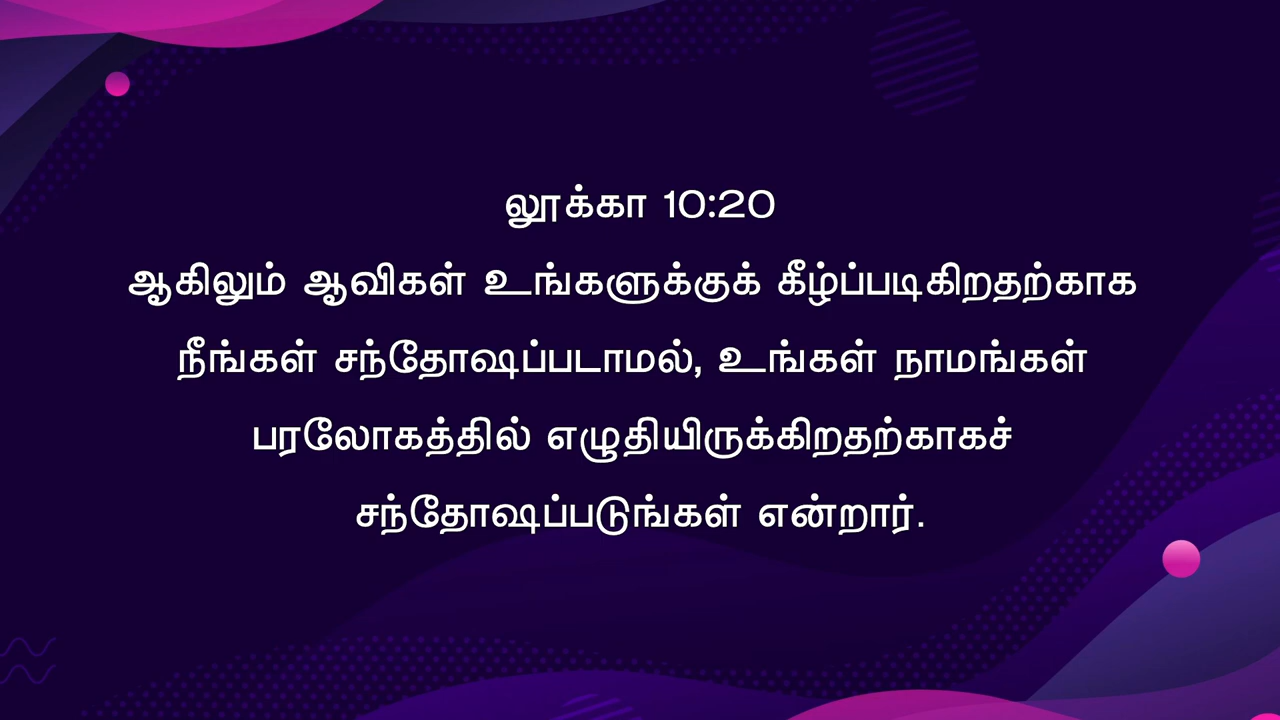 லூக்கா 10:20
ஆகிலும் ஆவிகள் உங்களுக்குக் கீழ்ப்படிகிறதற்காக
நீங்கள் சந்தோஷப்படாமல், உங்கள் நாமங்கள்
பரலோகத்தில் எழுதியிருக்கிறதற்காகச்
சந்தோஷப்படுங்கள் என்றார்.